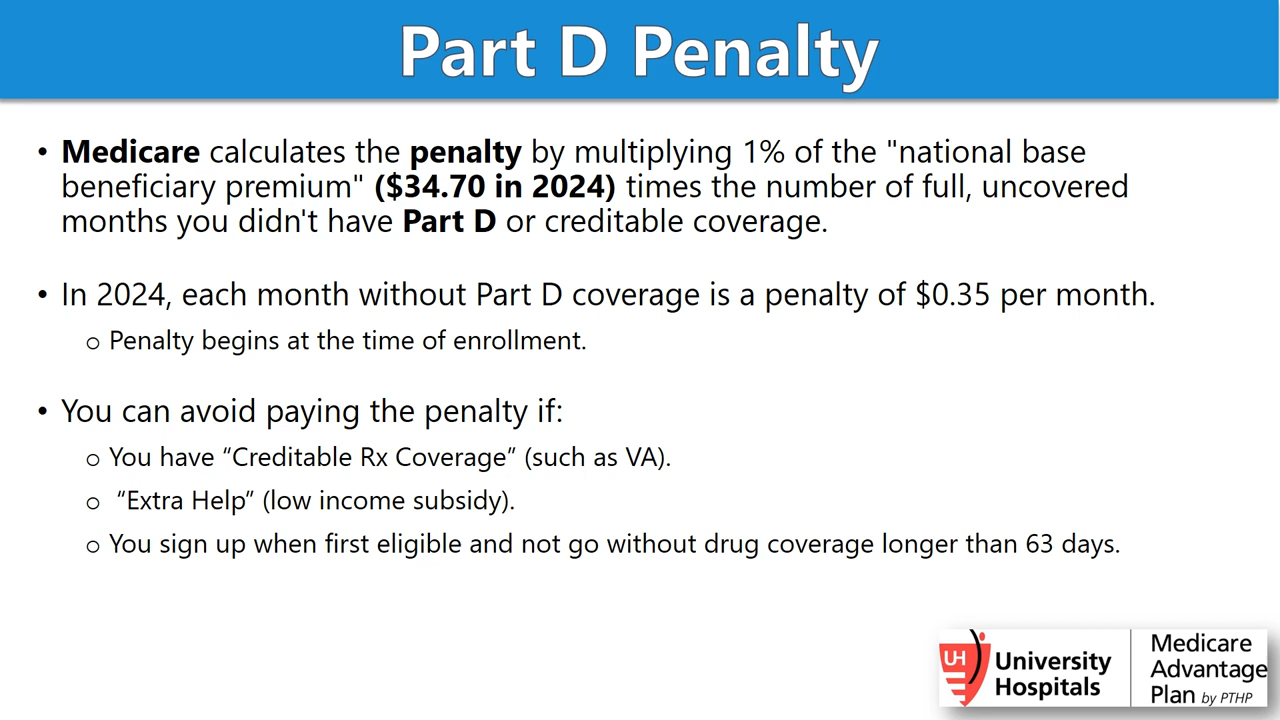 Part D Penalty
• Medicare calculates the penalty by multiplying 1% of the "national base
beneficiary premium" ($34.70 in 2024) times the number of full, uncovered
months you didn't have Part D or creditable coverage.
• In 2024, each month without Part D coverage is a penalty of $0.35 per month.
o Penalty begins at the time of enrollment.
• You can avoid paying the penalty if:
o You have “Creditable Rx Coverage” (such as VA).
o “Extra Help” (low income subsidy).
o You sign up when first eligible and not go without drug coverage longer than 63 days.
UH
University
Hospitals
Medicare
Advantage
Plan by PTHP